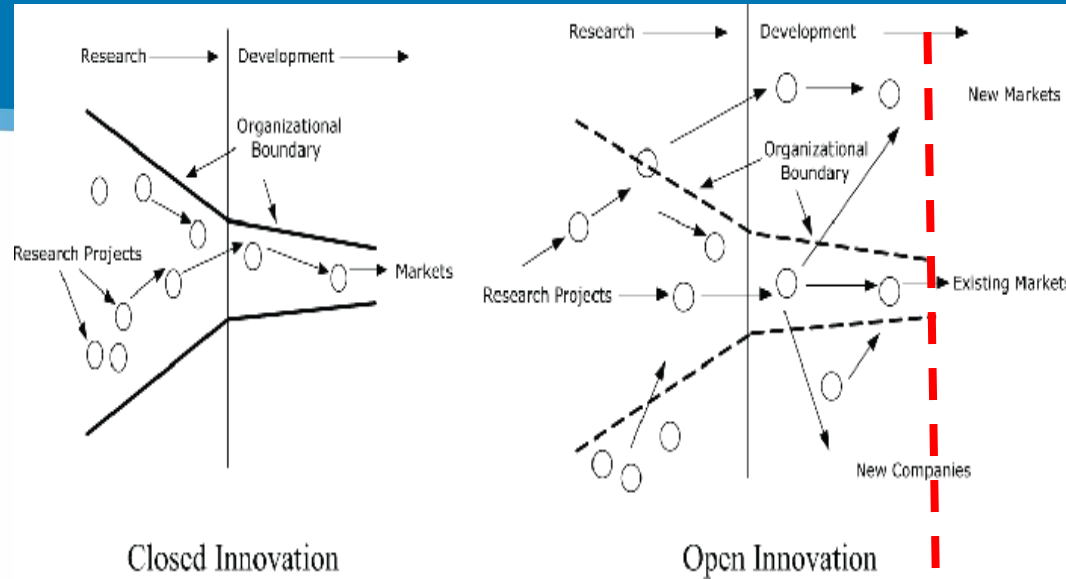 Research
Development
Organizational
Boundary
Research Projects
Markets
Closed Innovation
Research
Development
New Markets
Organizational
Boundary
Research Projects
Existing Markets
New Companies
Open Innovation